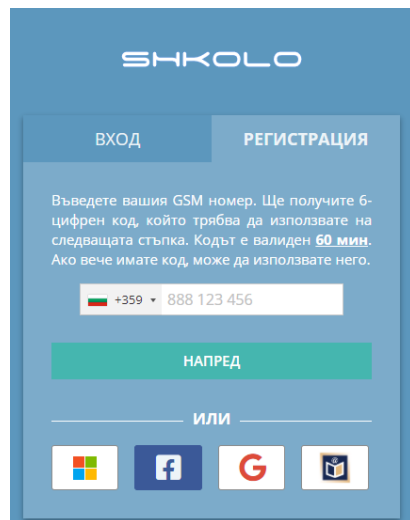 SHKOLO
ВХОД
РЕГИСТРАЦИЯ
Въведете вашия GSM номер. Ще получите 6-
цифрен код, който трябва да използвате на
следващата стъпка. Кодът е валиден 60 мин.
Ако вече имате код, може да използвате него.
+359
888 123 456
НАПРЕД
ИЛИ